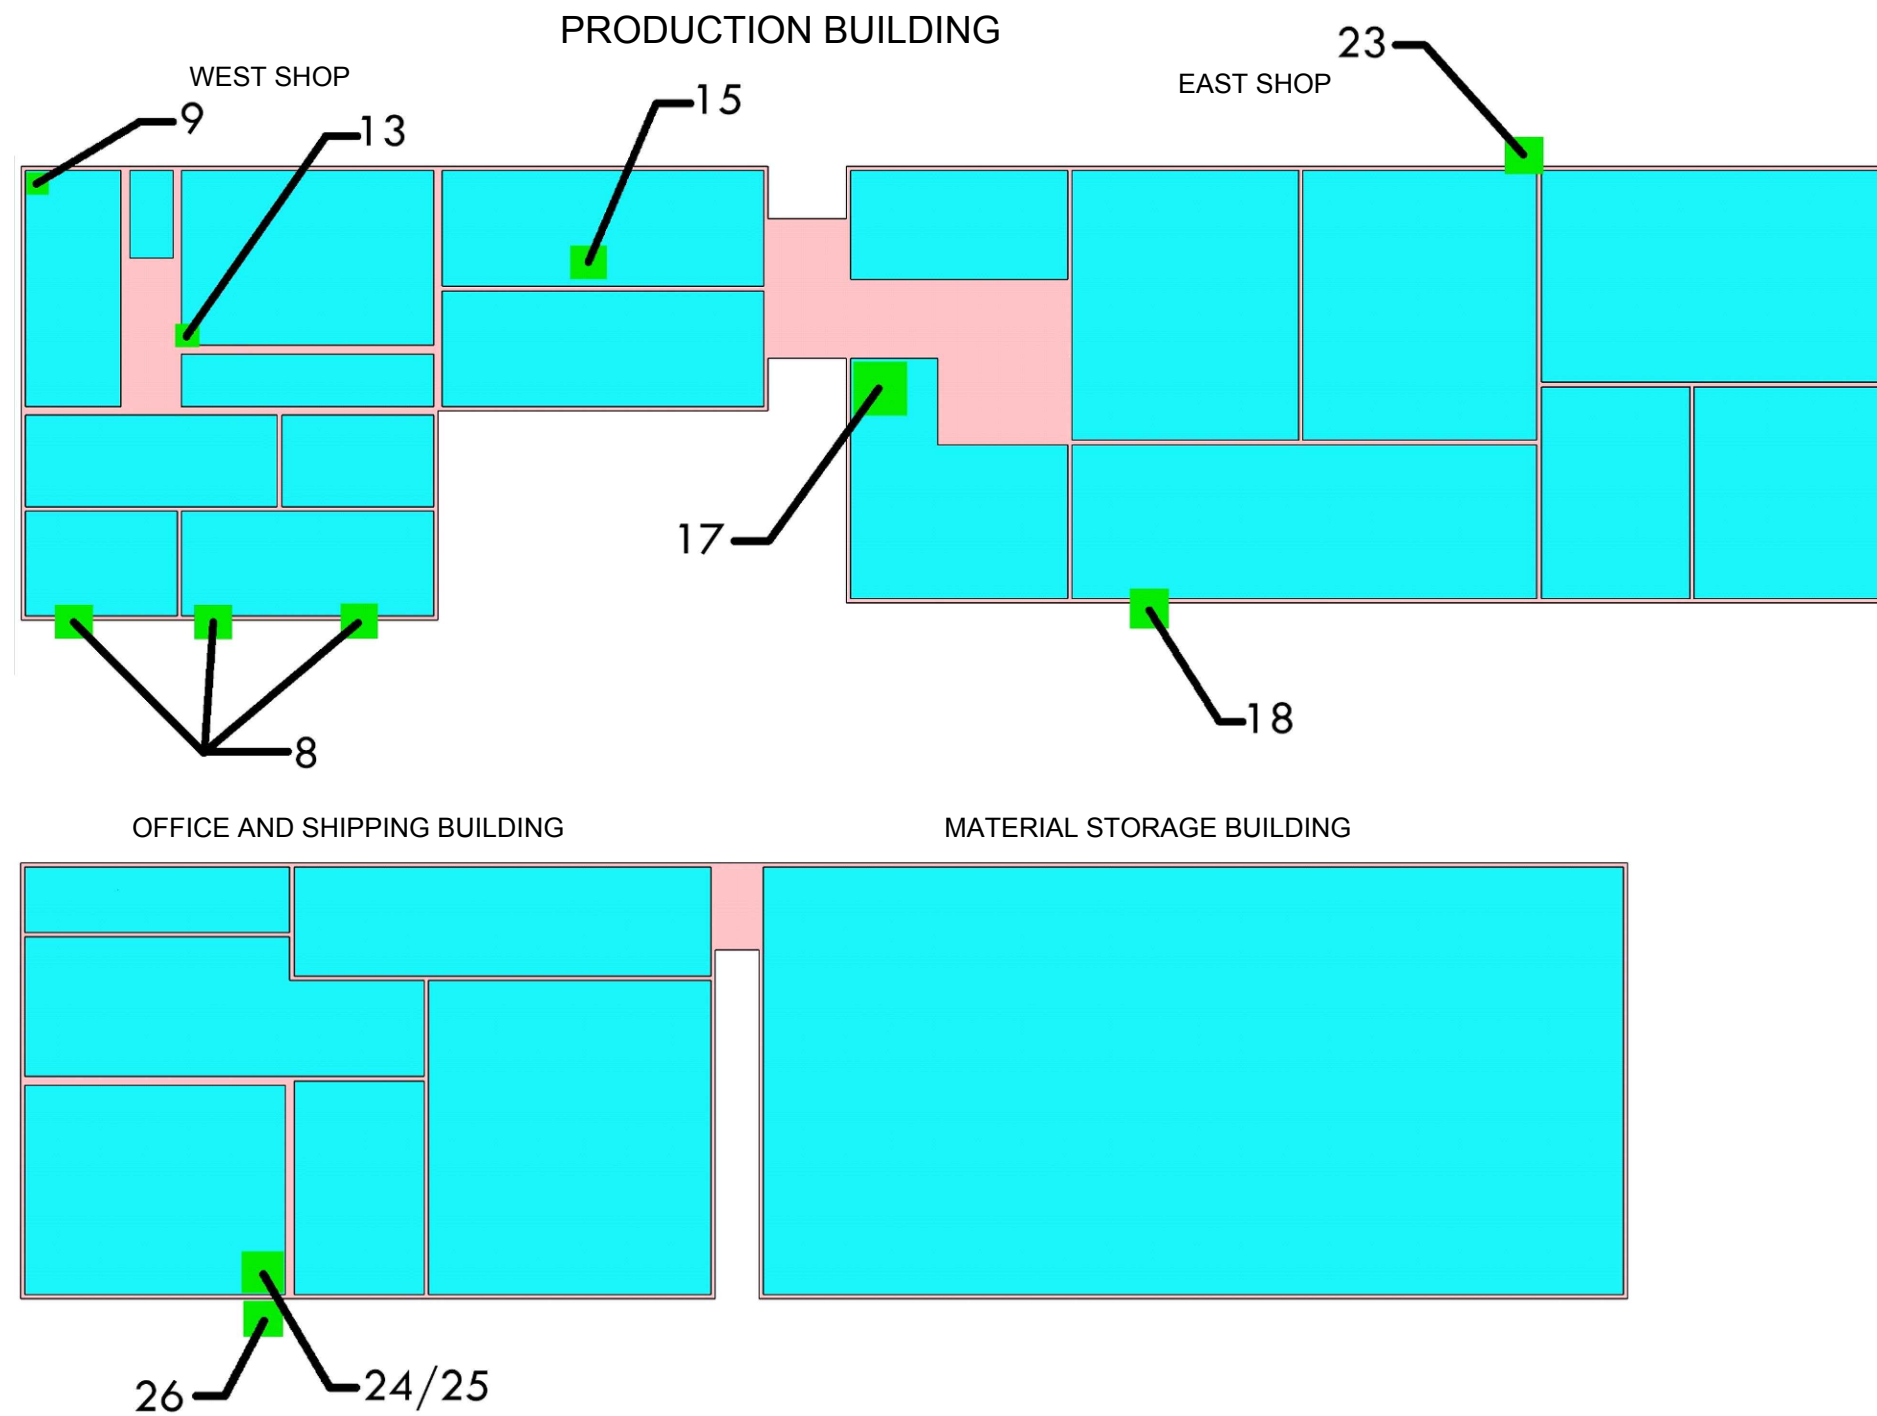 PRODUCTION BUILDING
23
WEST SHOP
EAST SHOP
9
13
15
17
18
8
OFFICE AND SHIPPING BUILDING
MATERIAL STORAGE BUILDING
26
24/25